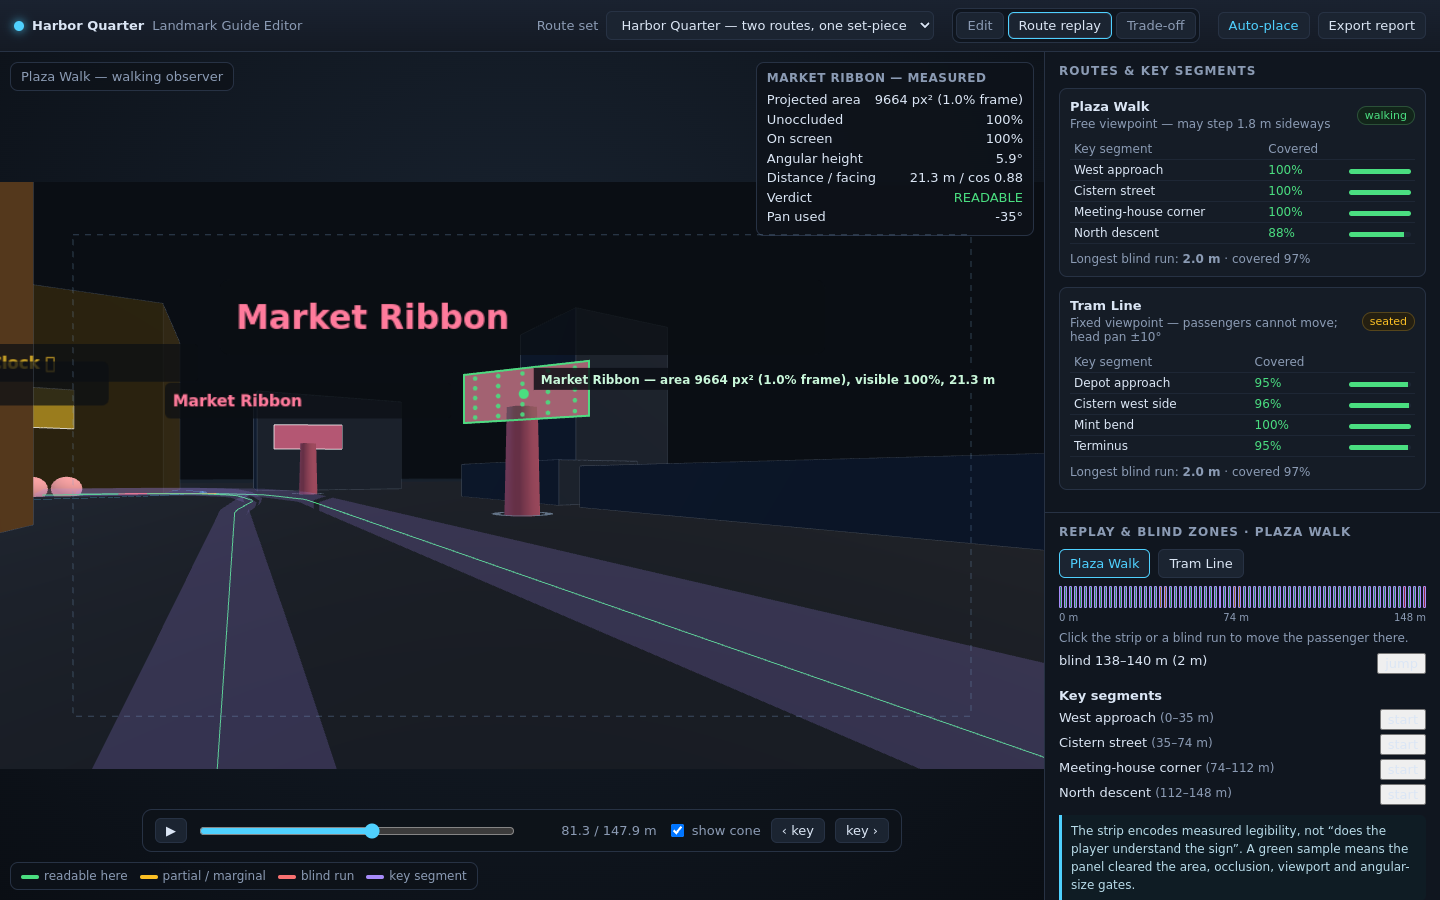 Harbor Quarter Landmark Guide Editor
Route set Harbor Quarter — two routes, one set-piece
Edit Route replay Trade-off
Auto-place Export report
Plaza Walk — walking observer
MARKET RIBBON — MEASURED
Projected area 9664 px² (1.0% frame)
Unoccluded 100%
On screen 100%
Angular height 5.9°
Distance / facing 21.3 m / cos 0.88
Verdict READABLE
Pan used -35°
Market Ribbon
Market Ribbon — area 9664 px² (1.0% frame), visible 100%, 21.3 m
Market Ribbon
▶ 81.3 / 147.9 m show cone ‹ key key ›
readable here partial / marginal blind run key segment
ROUTES & KEY SEGMENTS
Plaza Walk
Free viewpoint — may step 1.8 m sideways
walking
Key segment Covered
West approach 100%
Cistern street 100%
Meeting-house corner 100%
North descent 88%
Longest blind run: 2.0 m · covered 97%
Tram Line
Fixed viewpoint — passengers cannot move;
head pan ±10°
seated
Key segment Covered
Depot approach 95%
Cistern west side 96%
Mint bend 100%
Terminus 95%
Longest blind run: 2.0 m · covered 97%
REPLAY & BLIND ZONES · PLAZA WALK
Plaza Walk Tram Line
0 m 74 m 148 m
Click the strip or a blind run to move the passenger there.
blind 138–140 m (2 m) jump
Key segments
West approach (0–35 m) start
Cistern street (35–74 m) start
Meeting-house corner (74–112 m) start
North descent (112–148 m) start
The strip encodes measured legibility, not “does the
player understand the sign”. A green sample means the
panel cleared the area, occlusion, viewport and angular-
size gates.